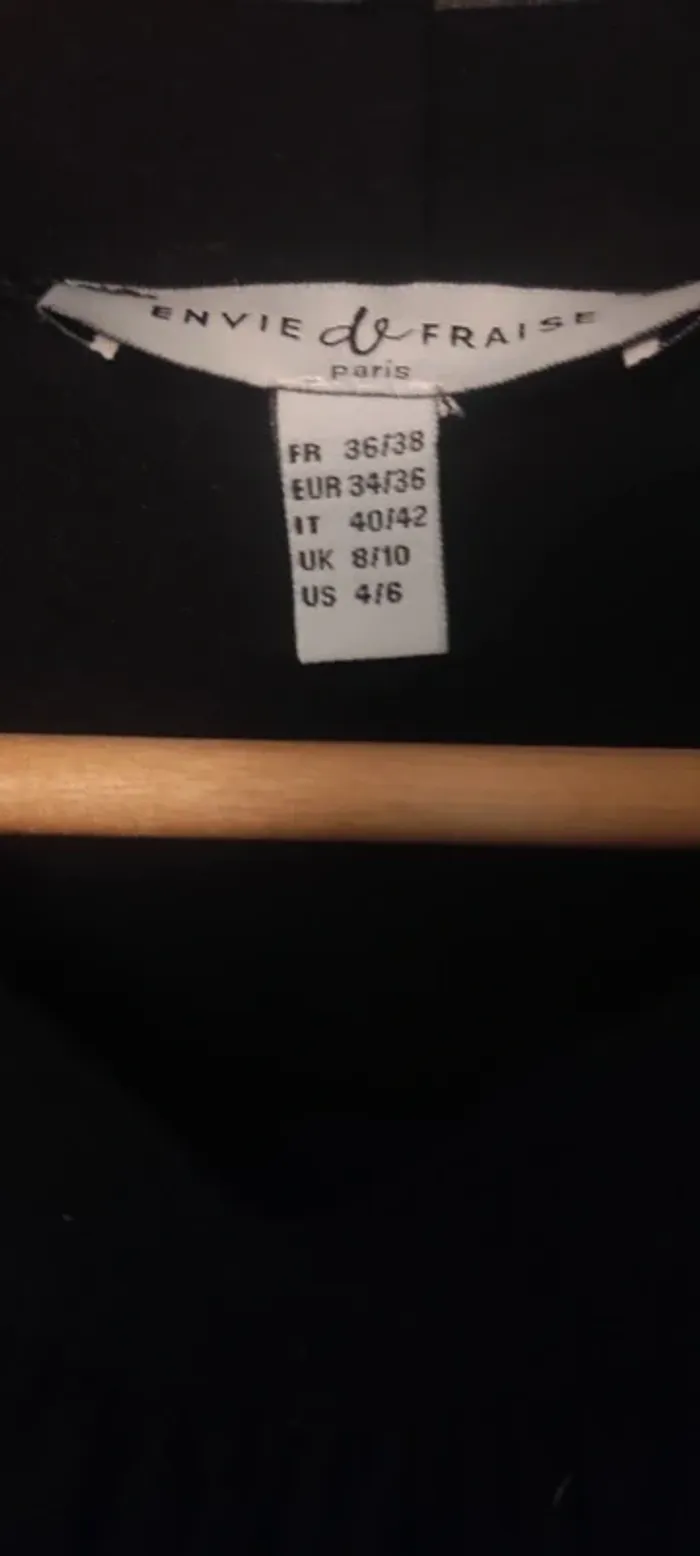 ENVIE de FRAISE
paris
FR 36/38
EUR 34/36
IT 40/42
UK 8/10
US 4/6